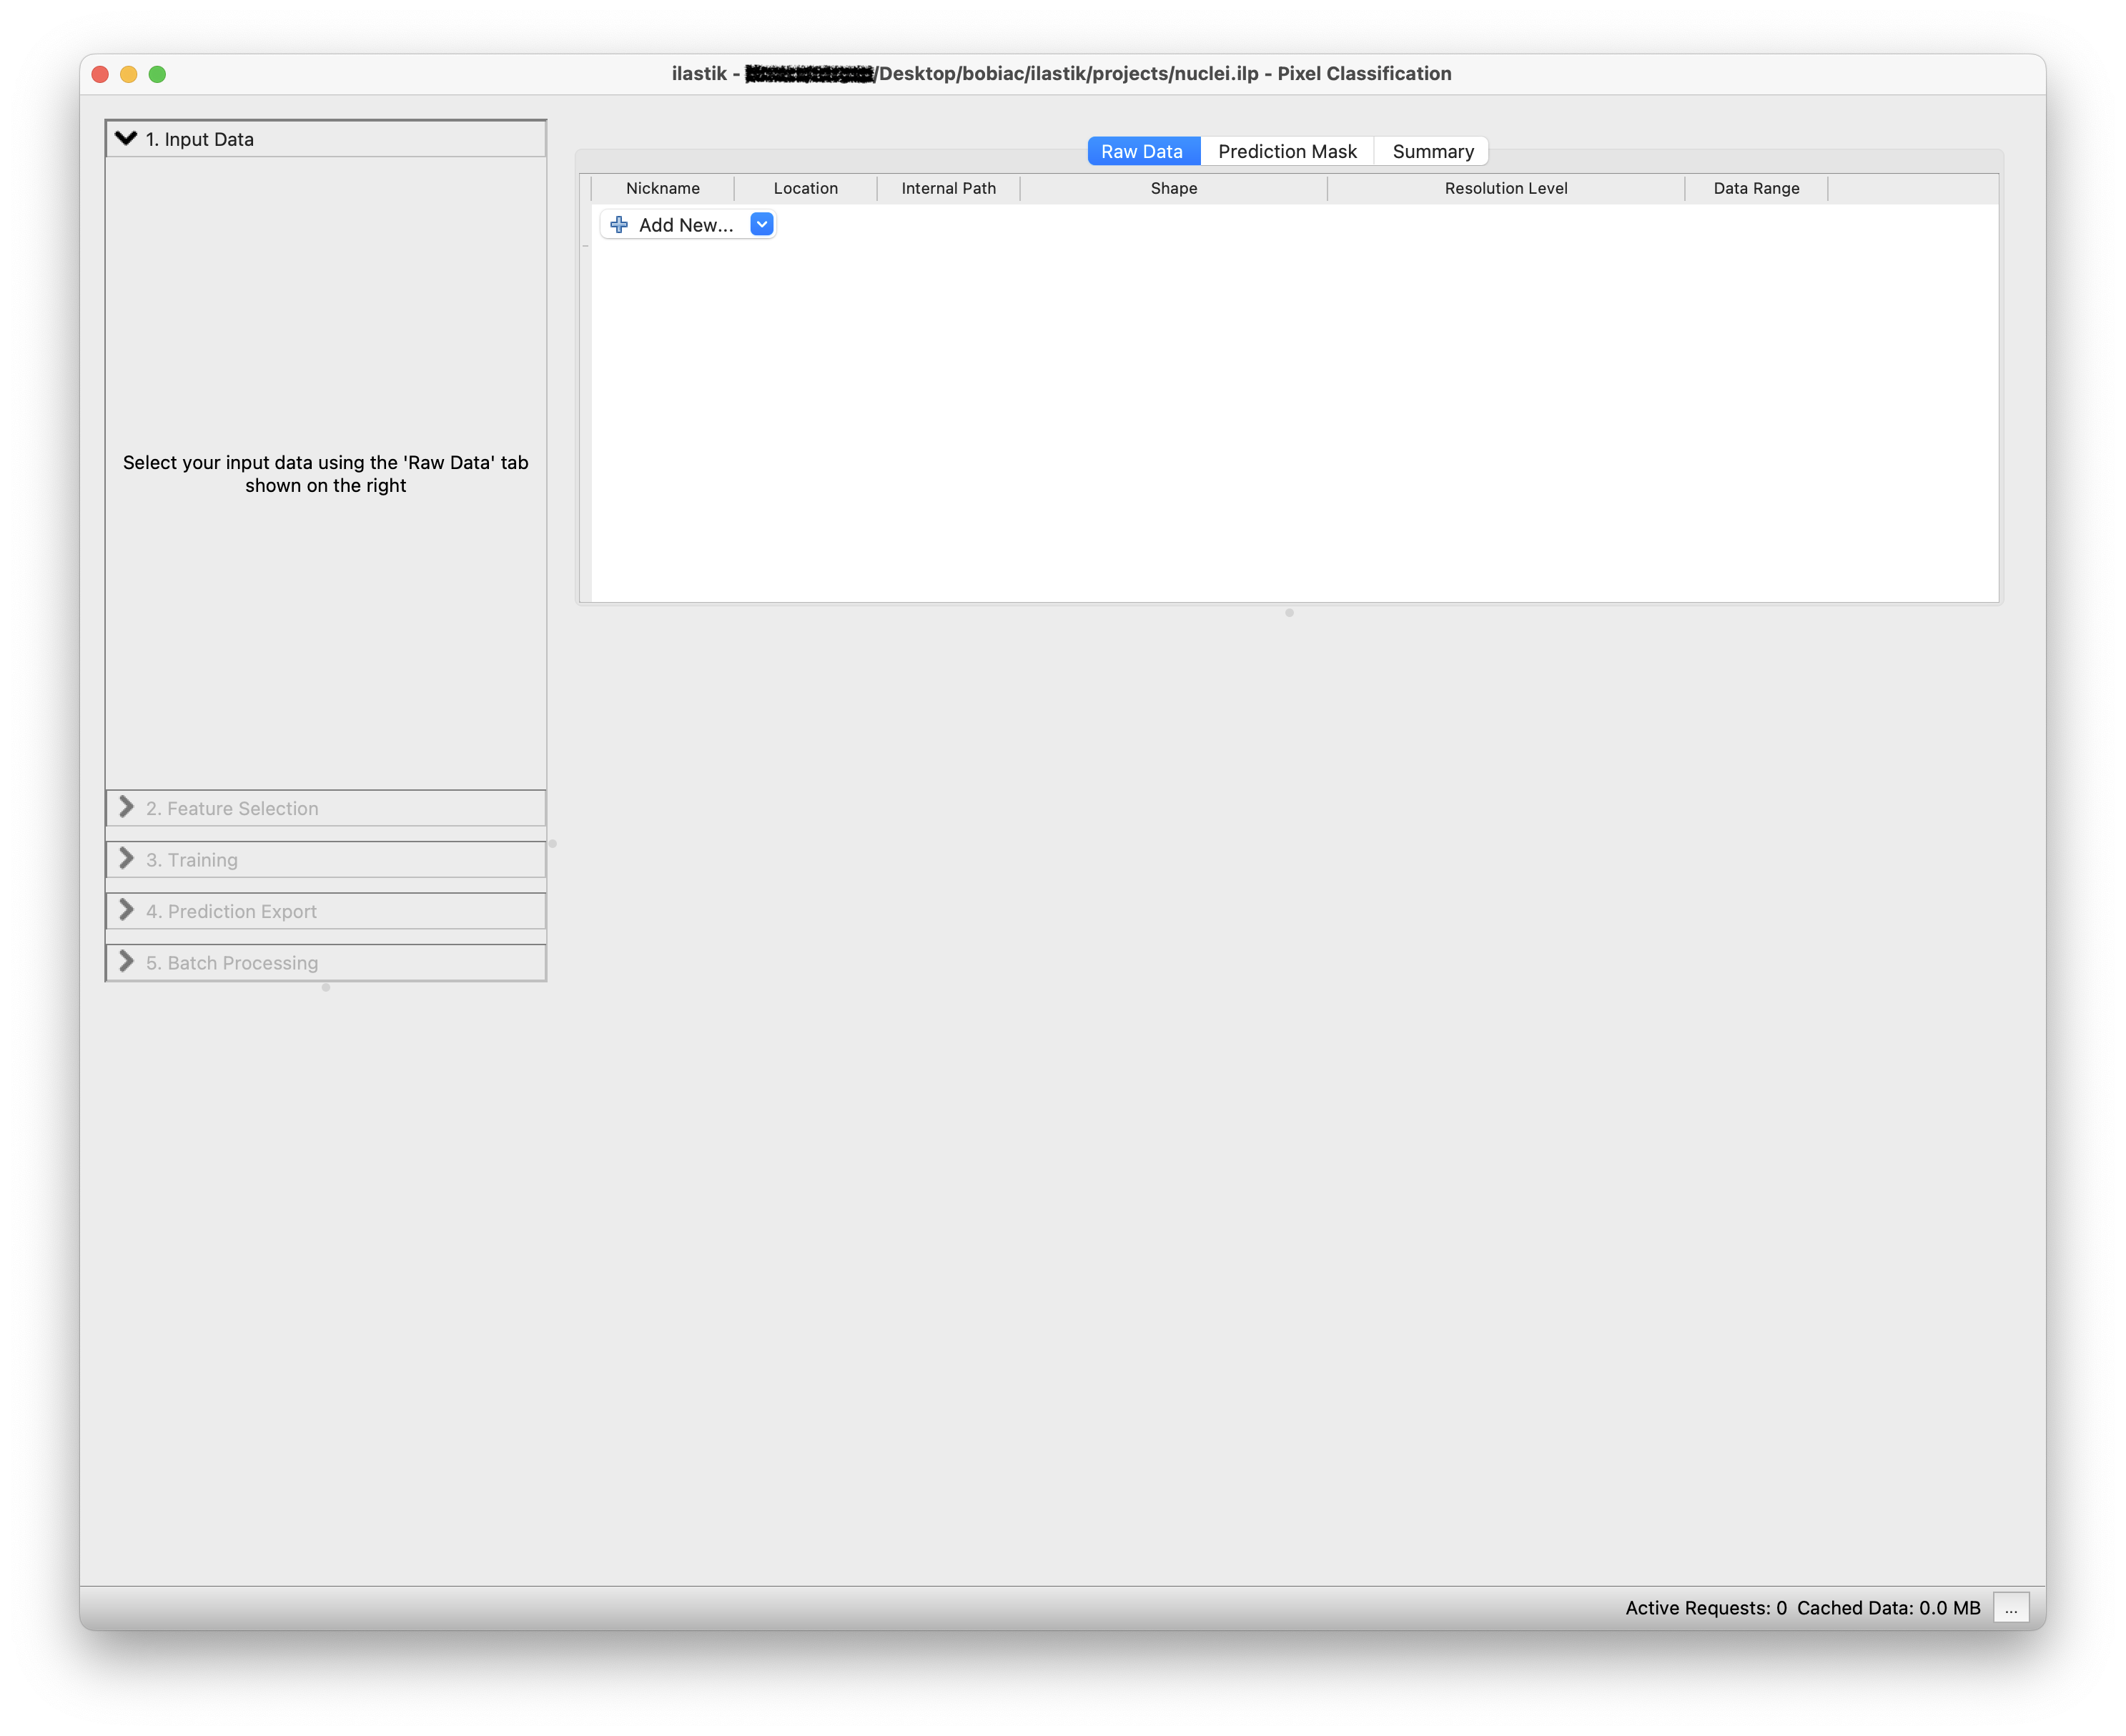 ilastik - /Desktop/bobiac/ilastik/projects/nuclei.ilp - Pixel Classification
1. Input Data
Select your input data using the 'Raw Data' tab
shown on the right
2. Feature Selection
3. Training
4. Prediction Export
5. Batch Processing
Raw Data Prediction Mask Summary
Nickname Location Internal Path Shape Resolution Level Data Range
Add New...
Active Requests: 0 Cached Data: 0.0 MB ...